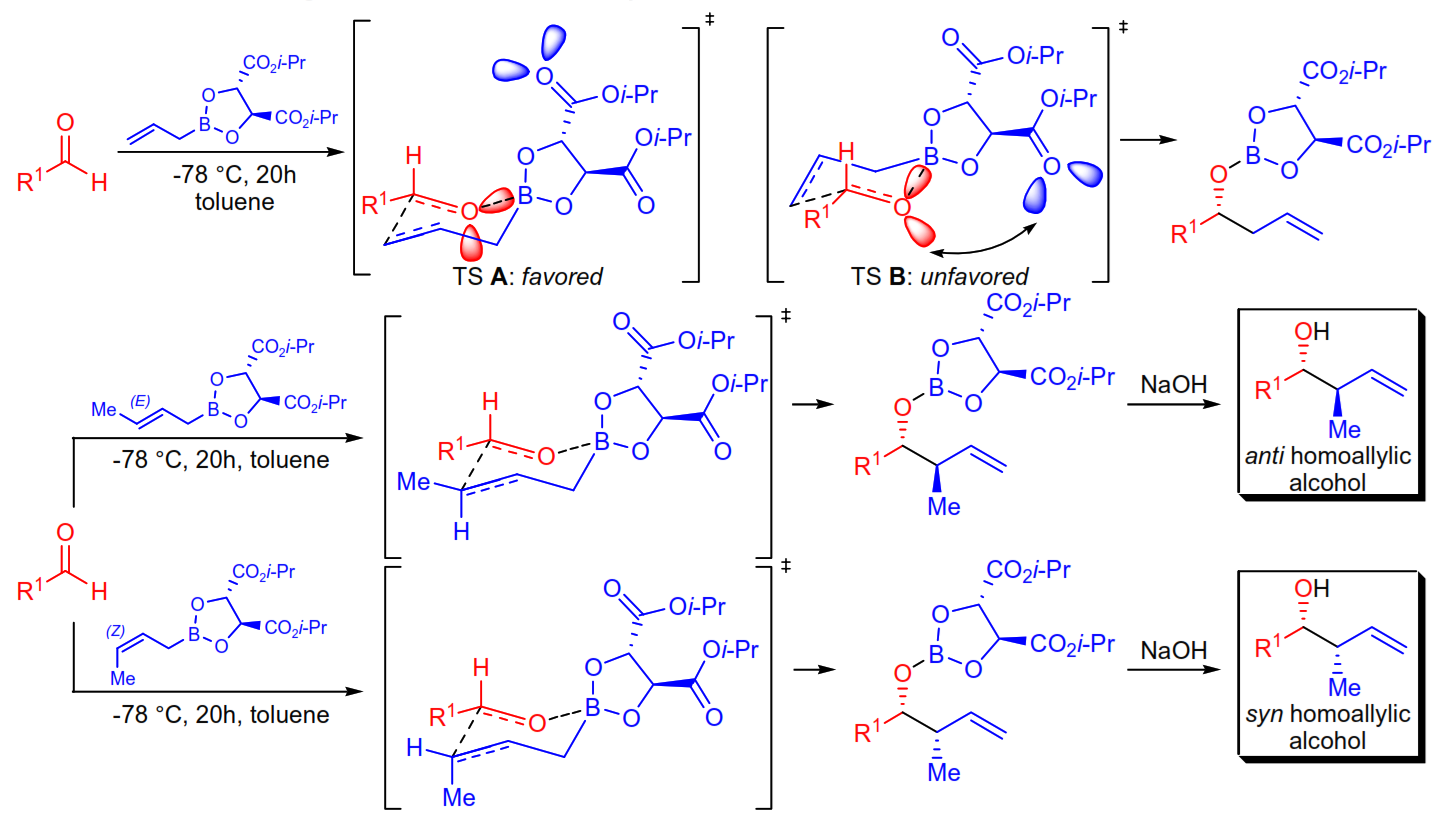 O
R¹
H
CO₂i-Pr
O
B
O
CO₂i-Pr
-78 °C, 20h
toluene
‡
O
Oi-Pr
Oi-Pr
O
H
R¹
O
O
B
O
TS A: favored
‡
O
Oi-Pr
Oi-Pr
O
O
B
O
H
R¹
O
TS B: unfavored
CO₂i-Pr
O
B
O
CO₂i-Pr
O
R¹
CO₂i-Pr
(E)
Me
O
B
O
CO₂i-Pr
-78 °C, 20h, toluene
‡
O
Oi-Pr
Oi-Pr
O
O
B
O
H
R¹
O
Me
H
CO₂i-Pr
O
B
O
CO₂i-Pr
O
R¹
Me
NaOH
OH
R¹
Me
anti homoallylic
alcohol
O
R¹
H
CO₂i-Pr
(Z)
O
B
O
CO₂i-Pr
Me
-78 °C, 20h, toluene
‡
O
Oi-Pr
Oi-Pr
O
O
B
O
H
R¹
O
H
Me
CO₂i-Pr
O
B
O
CO₂i-Pr
O
R¹
Me
NaOH
OH
R¹
Me
syn homoallylic
alcohol